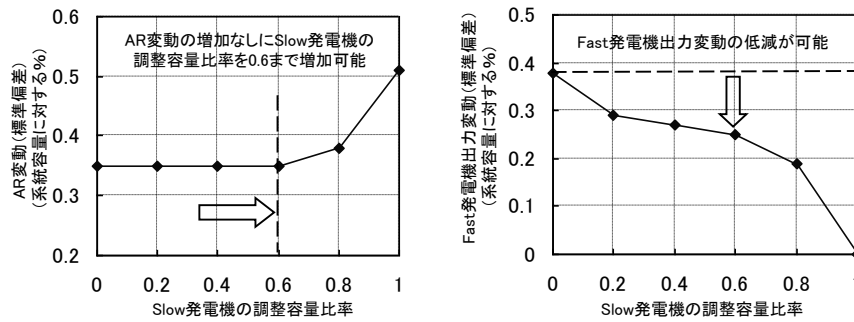 AR変動の増加なしにSlow発電機の
調整容量比率を0.6まで増加可能
AR変動(標準偏差)
(系統容量に対する%)
0.6
0.5
0.4
0.3
0.2
0
0.2
0.4
0.6
0.8
1
Slow発電機の調整容量比率
Fast発電機出力変動の低減が可能
Fast発電機出力変動(標準偏差)
(系統容量に対する%)
0.5
0.4
0.3
0.2
0.1
0
0
0.2
0.4
0.6
0.8
1
Slow発電機の調整容量比率